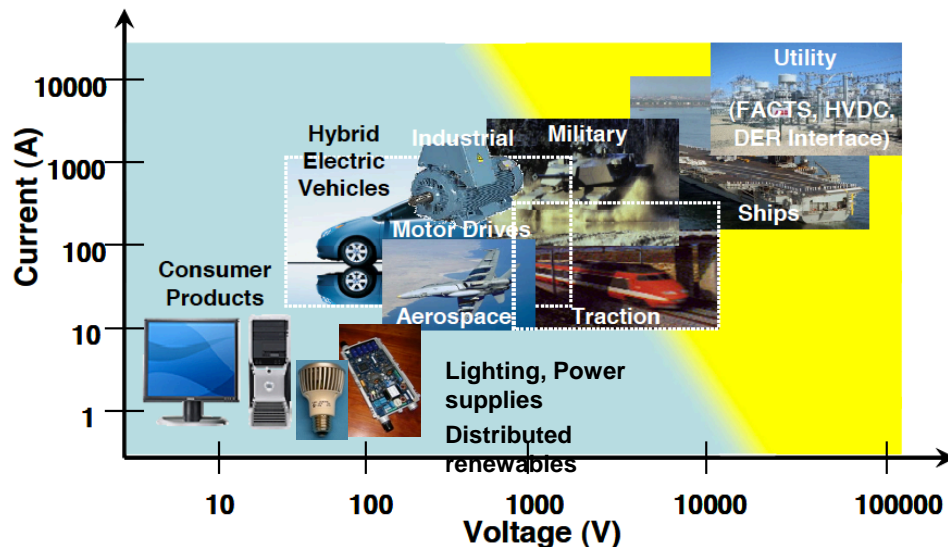 Current (A)
10000
1000
100
10
1
Utility
(FACTS, HVDC,
DER Interface)
Hybrid
Electric
Vehicles
Industrial
Military
Motor Drives
Ships
Consumer
Products
Aerospace
Traction
Lighting, Power
supplies
Distributed
renewables
10
100
1000
10000
100000
Voltage (V)